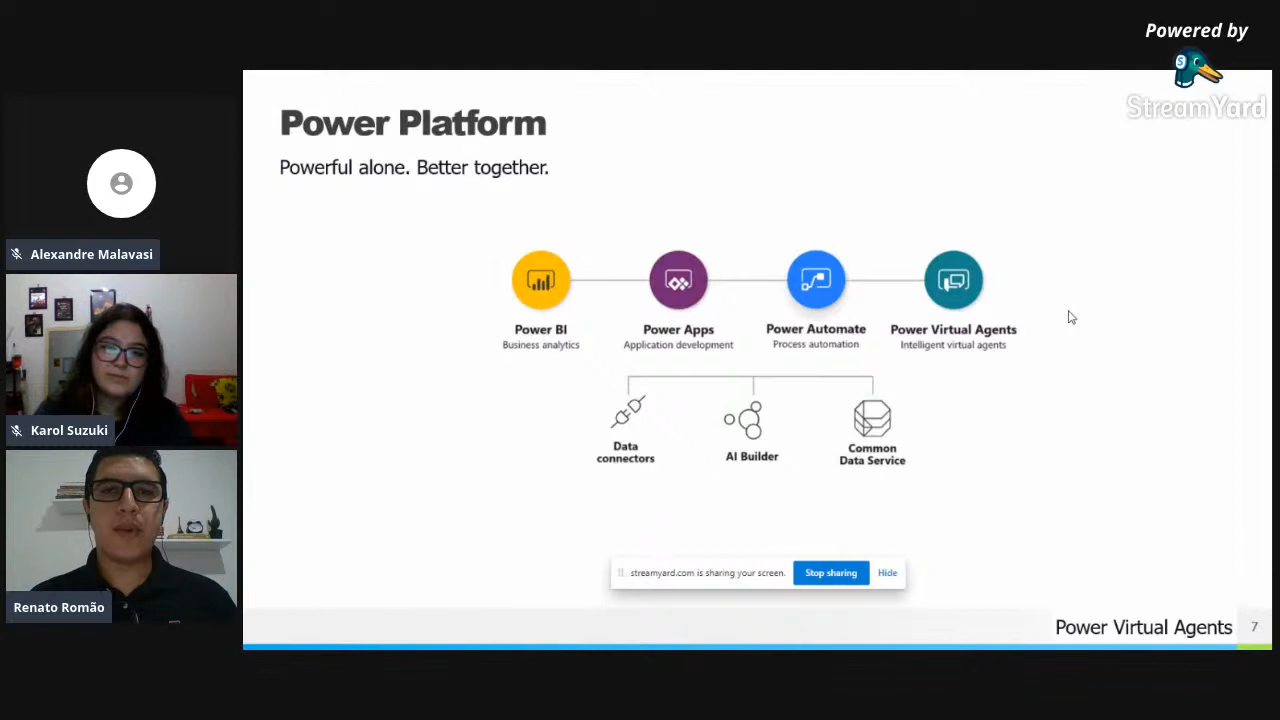 Powered by
StreamYard
Power Platform
Powerful alone. Better together.
Power BI
Business analytics
Power Apps
Application development
Power Automate
Process automation
Power Virtual Agents
Intelligent virtual agents
Data
connectors
AI Builder
Common
Data Service
streamyard.com is sharing your screen.
Stop sharing
Hide
Power Virtual Agents
7
Alexandre Malavasi
Karol Suzuki
Renato Romão